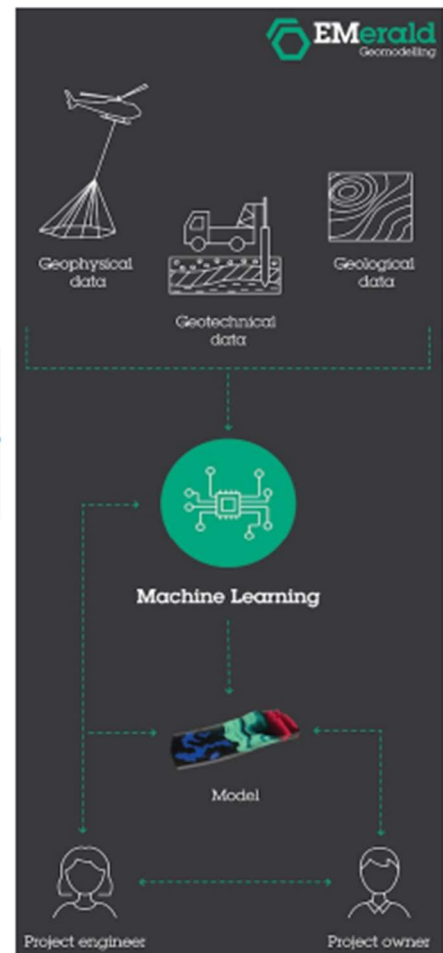 EMerald
Geomodelling
Geophysical
data
Geotechnical
data
Geological
data
Machine Learning
Model
Project engineer
Project owner